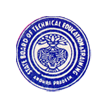 STATE BOARD OF TECHNICAL EDUCATION & TRAINING
ANDHRA PRADESH